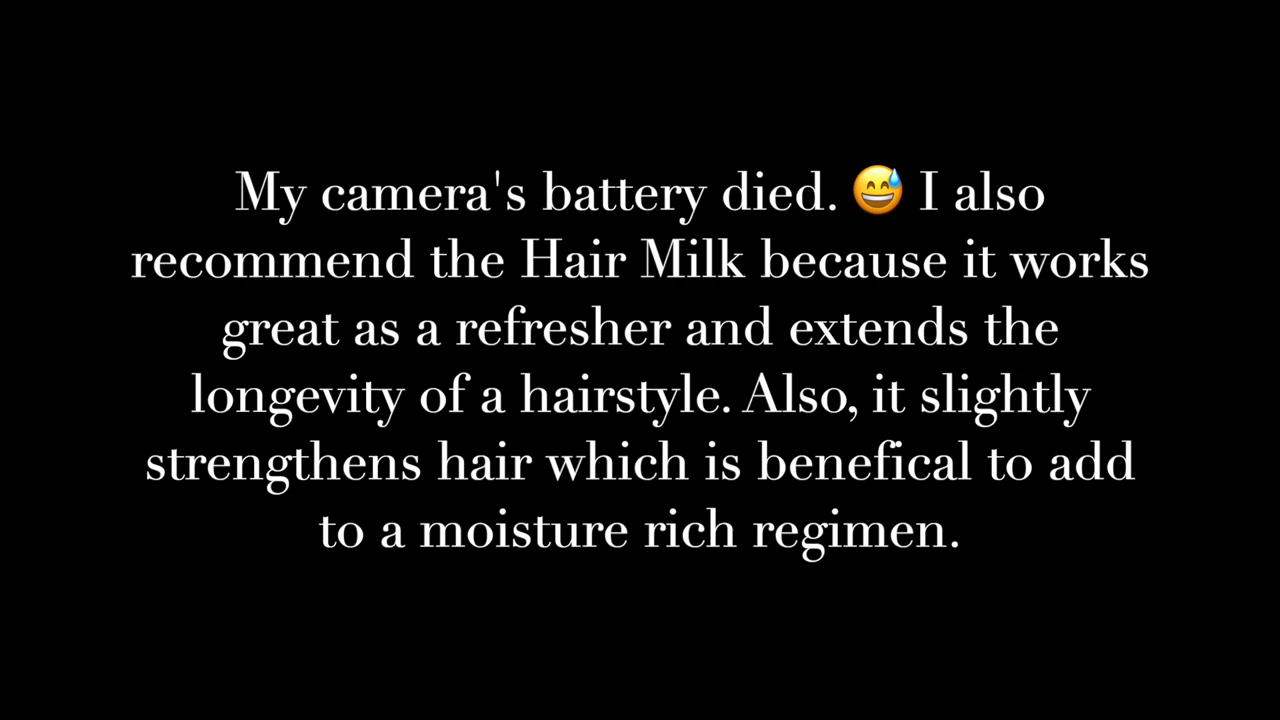 My camera's battery died. 😅 I also
recommend the Hair Milk because it works
great as a refresher and extends the
longevity of a hairstyle. Also, it slightly
strengthens hair which is benefical to add
to a moisture rich regimen.